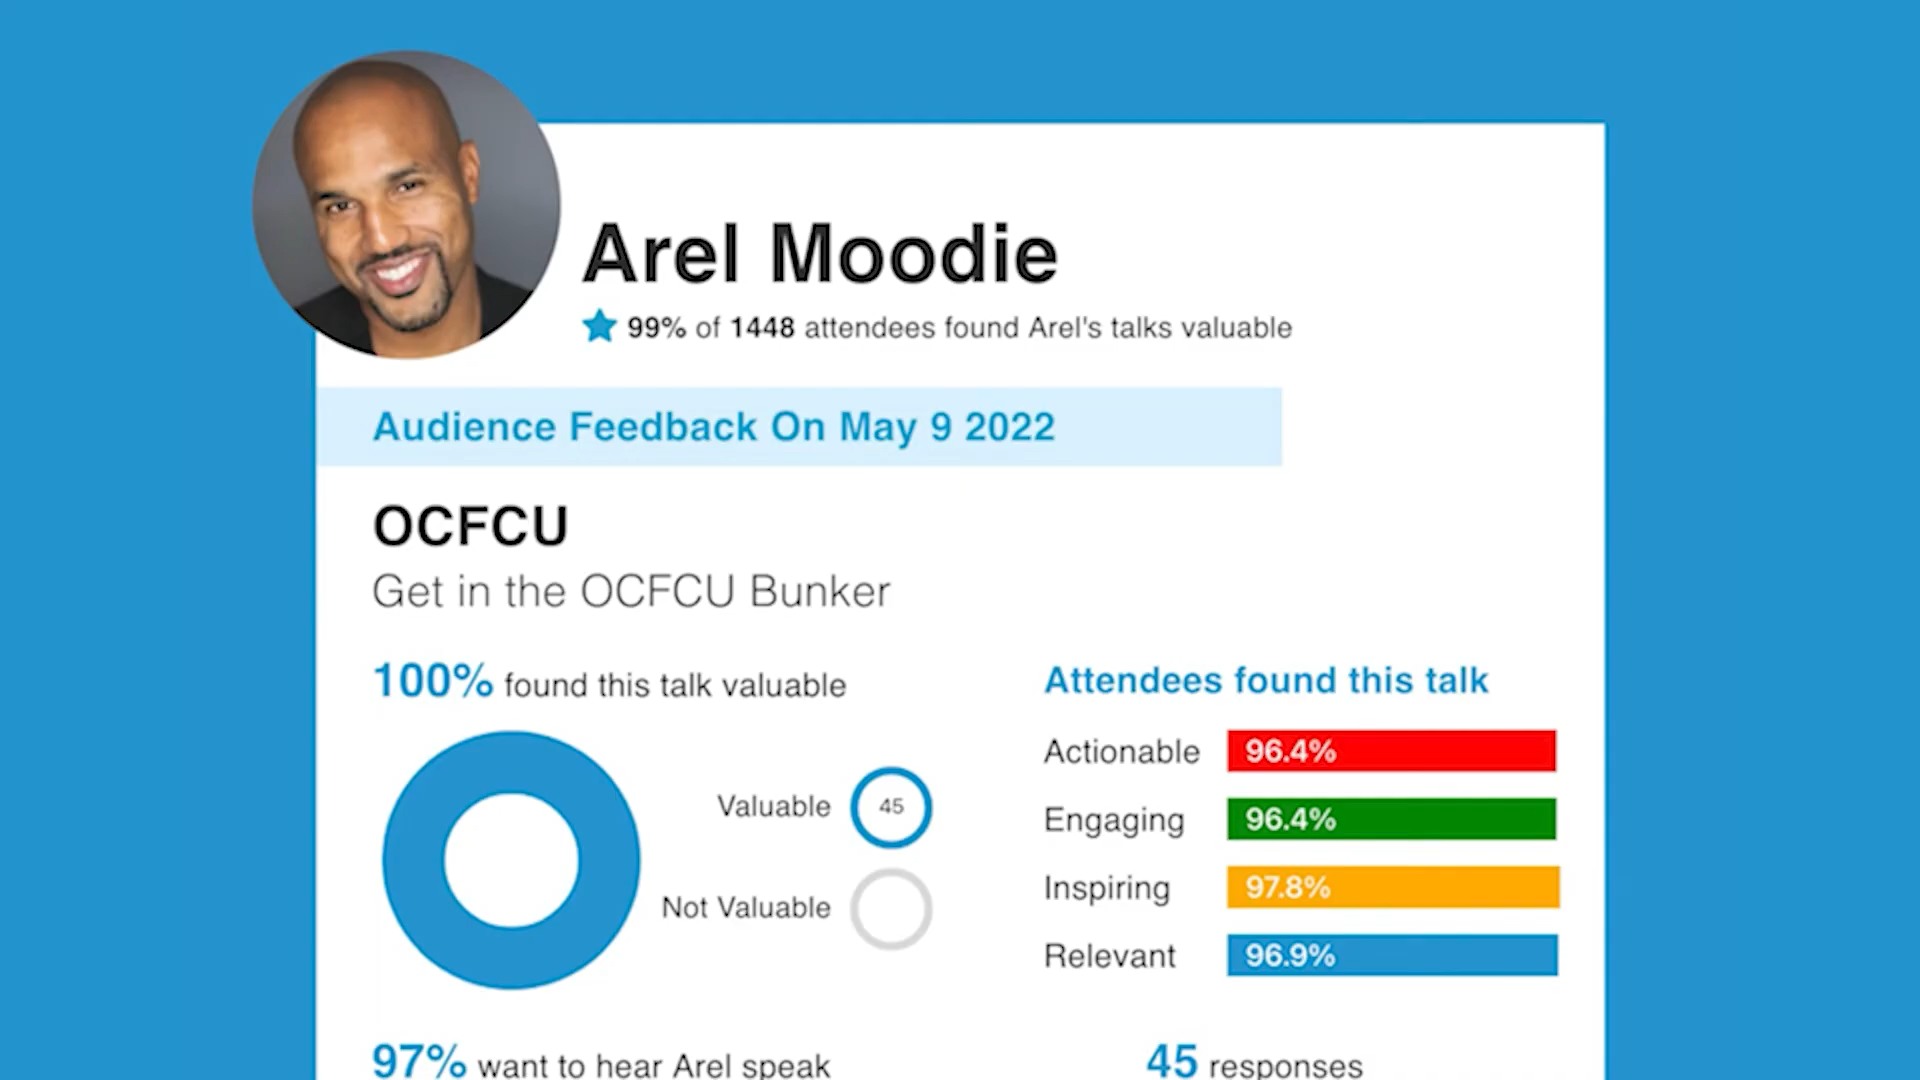 Arel Moodie
99% of 1448 attendees found Arel's talks valuable
Audience Feedback On May 9 2022
OCFCU
Get in the OCFCU Bunker
100% found this talk valuable
Valuable 45
Not Valuable
Attendees found this talk
Actionable 96.4%
Engaging 96.4%
Inspiring 97.8%
Relevant 96.9%
97% want to hear Arel speak
45 responses